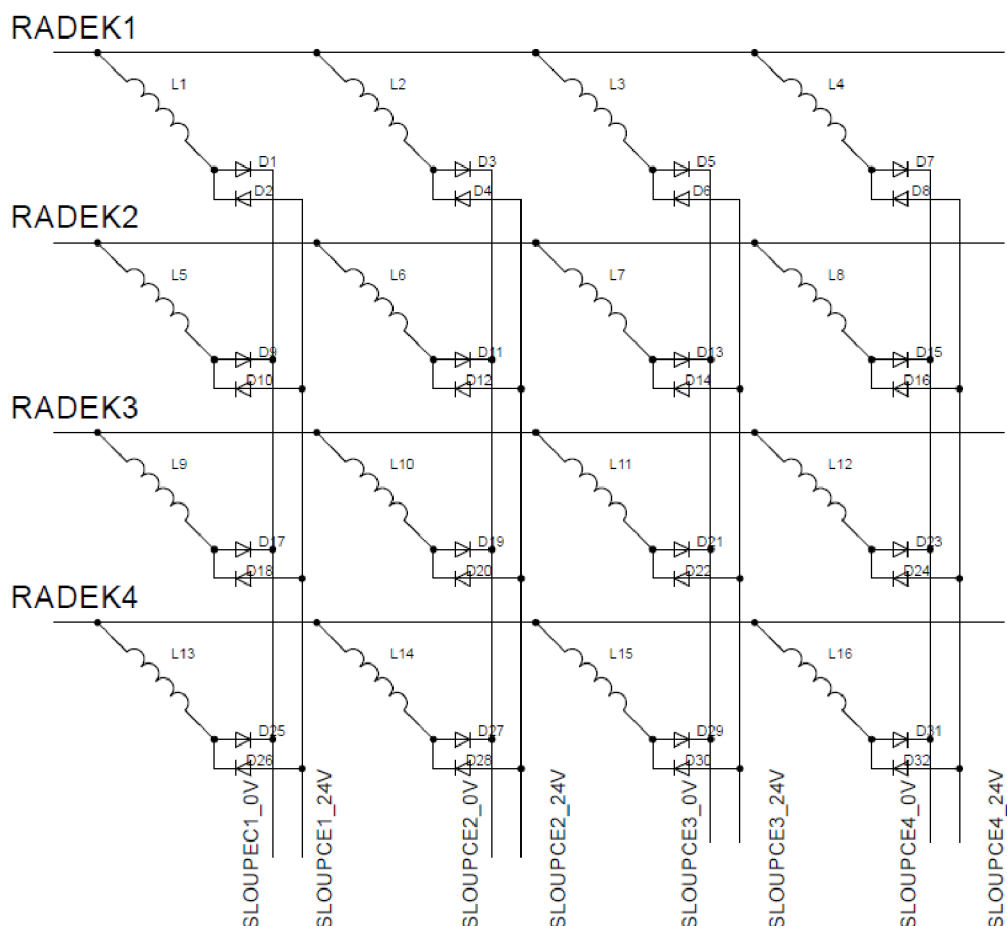 RADEK1
L1 L2 L3 L4
D1 D3 D5 D7
D2 D4 D6 D8
RADEK2
L5 L6 L7 L8
D9 D11 D13 D15
D10 D12 D14 D16
RADEK3
L9 L10 L11 L12
D17 D19 D21 D23
D18 D20 D22 D24
RADEK4
L13 L14 L15 L16
D25 D27 D29 D31
D26 D28 D30 D32
SLOUPEC1_0V
SLOUPCE1_24V
SLOUPCE2_0V
SLOUPCE2_24V
SLOUPCE3_0V
SLOUPCE3_24V
SLOUPCE4_0V
SLOUPCE4_24V